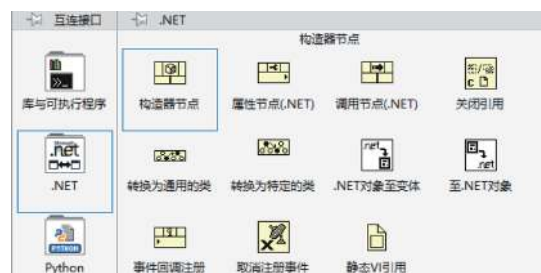 互连接口
.NET
构造器节点
库与可执行程序
构造器节点
属性节点(.NET)
调用节点(.NET)
关闭引用
.net
.NET
转换为通用的类
转换为特定的类
.NET对象至变体
至.NET对象
PYTHON
Python
事件回调注册
取消注册事件
静态VI引用